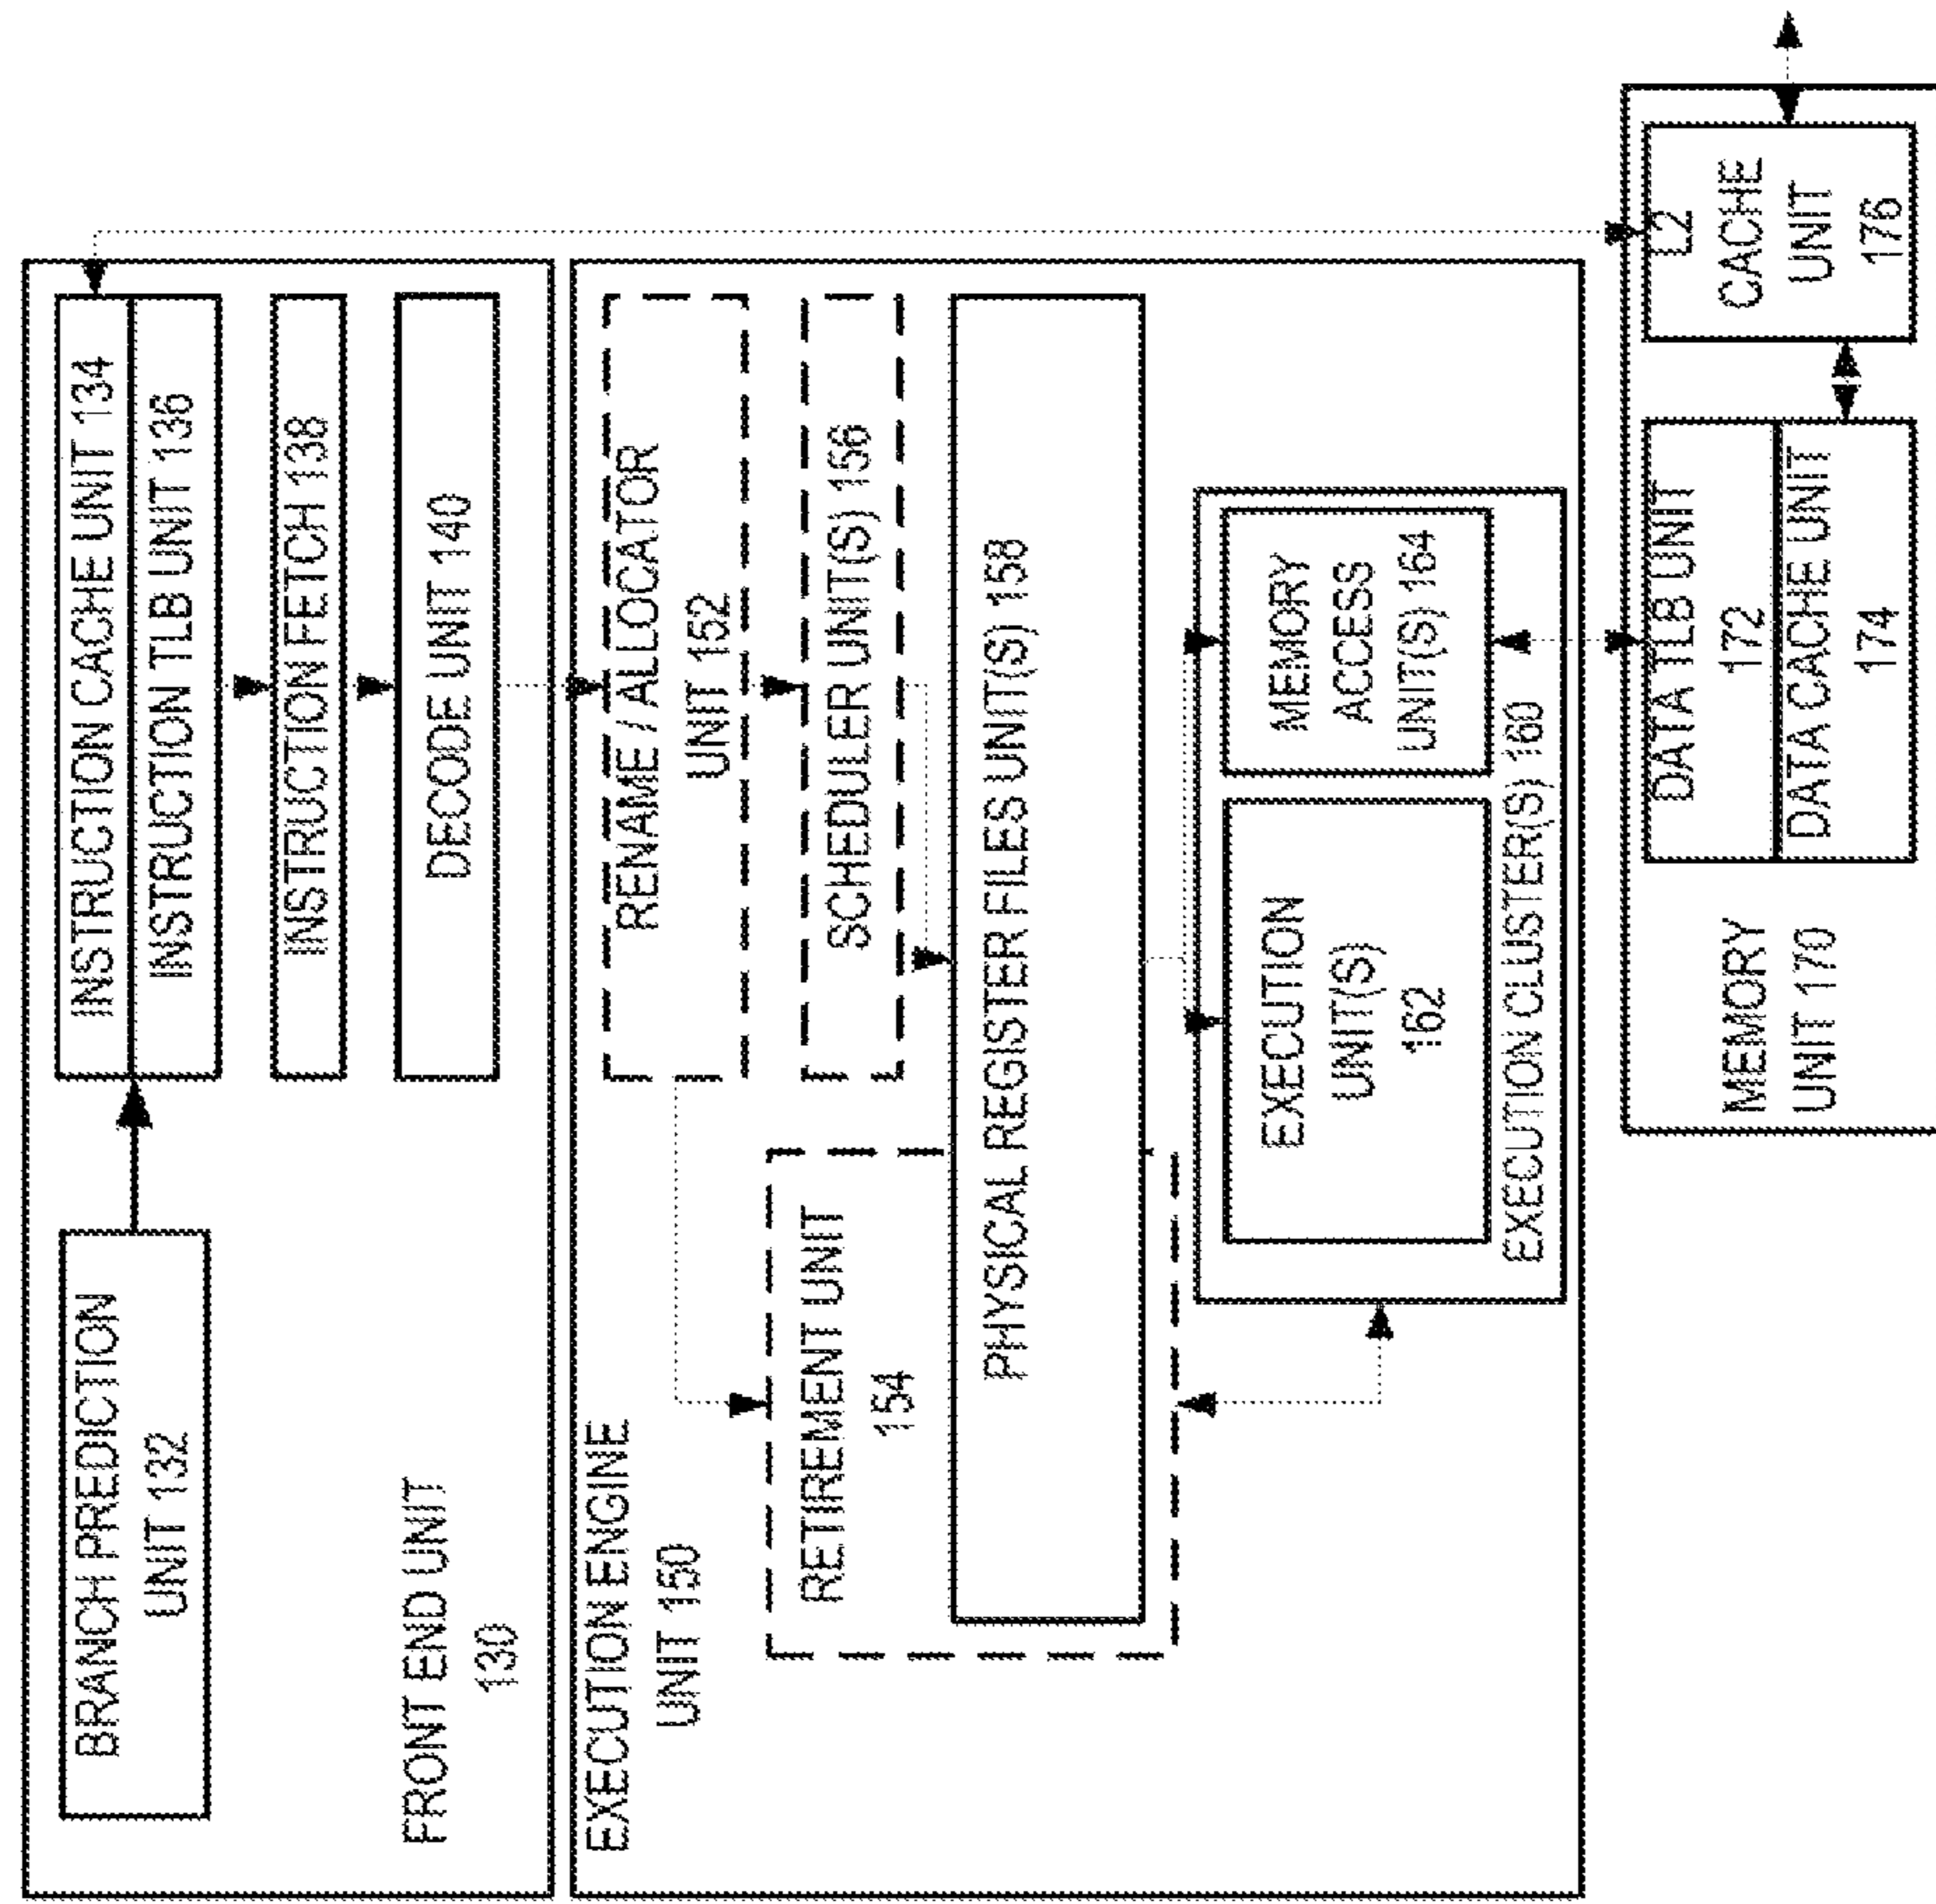 BRANCH PREDICTION
UNIT 132
INSTRUCTION CACHE UNIT 134
INSTRUCTION TLB UNIT 136
INSTRUCTION FETCH 138
DECODE UNIT 140
FRONT END UNIT
130
EXECUTION ENGINE
UNIT 150
RENAME / ALLOCATOR
UNIT 152
RETIREMENT UNIT
154
SCHEDULER UNIT(S) 156
PHYSICAL REGISTER FILES UNIT(S) 158
EXECUTION
UNIT(S)
162
MEMORY
ACCESS
UNIT(S) 164
EXECUTION CLUSTER(S) 160
MEMORY
UNIT 170
DATA TLB UNIT
172
DATA CACHE UNIT
174
L2
CACHE
UNIT
176